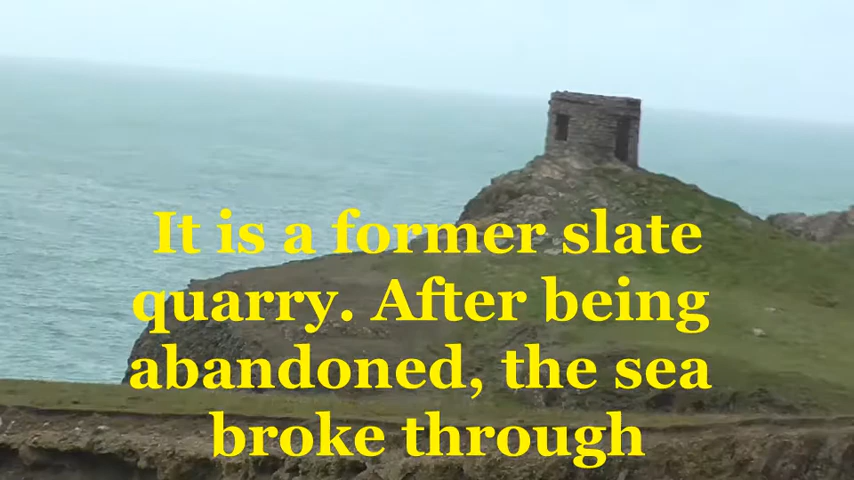 It is a former slate
quarry. After being
abandoned, the sea
broke through